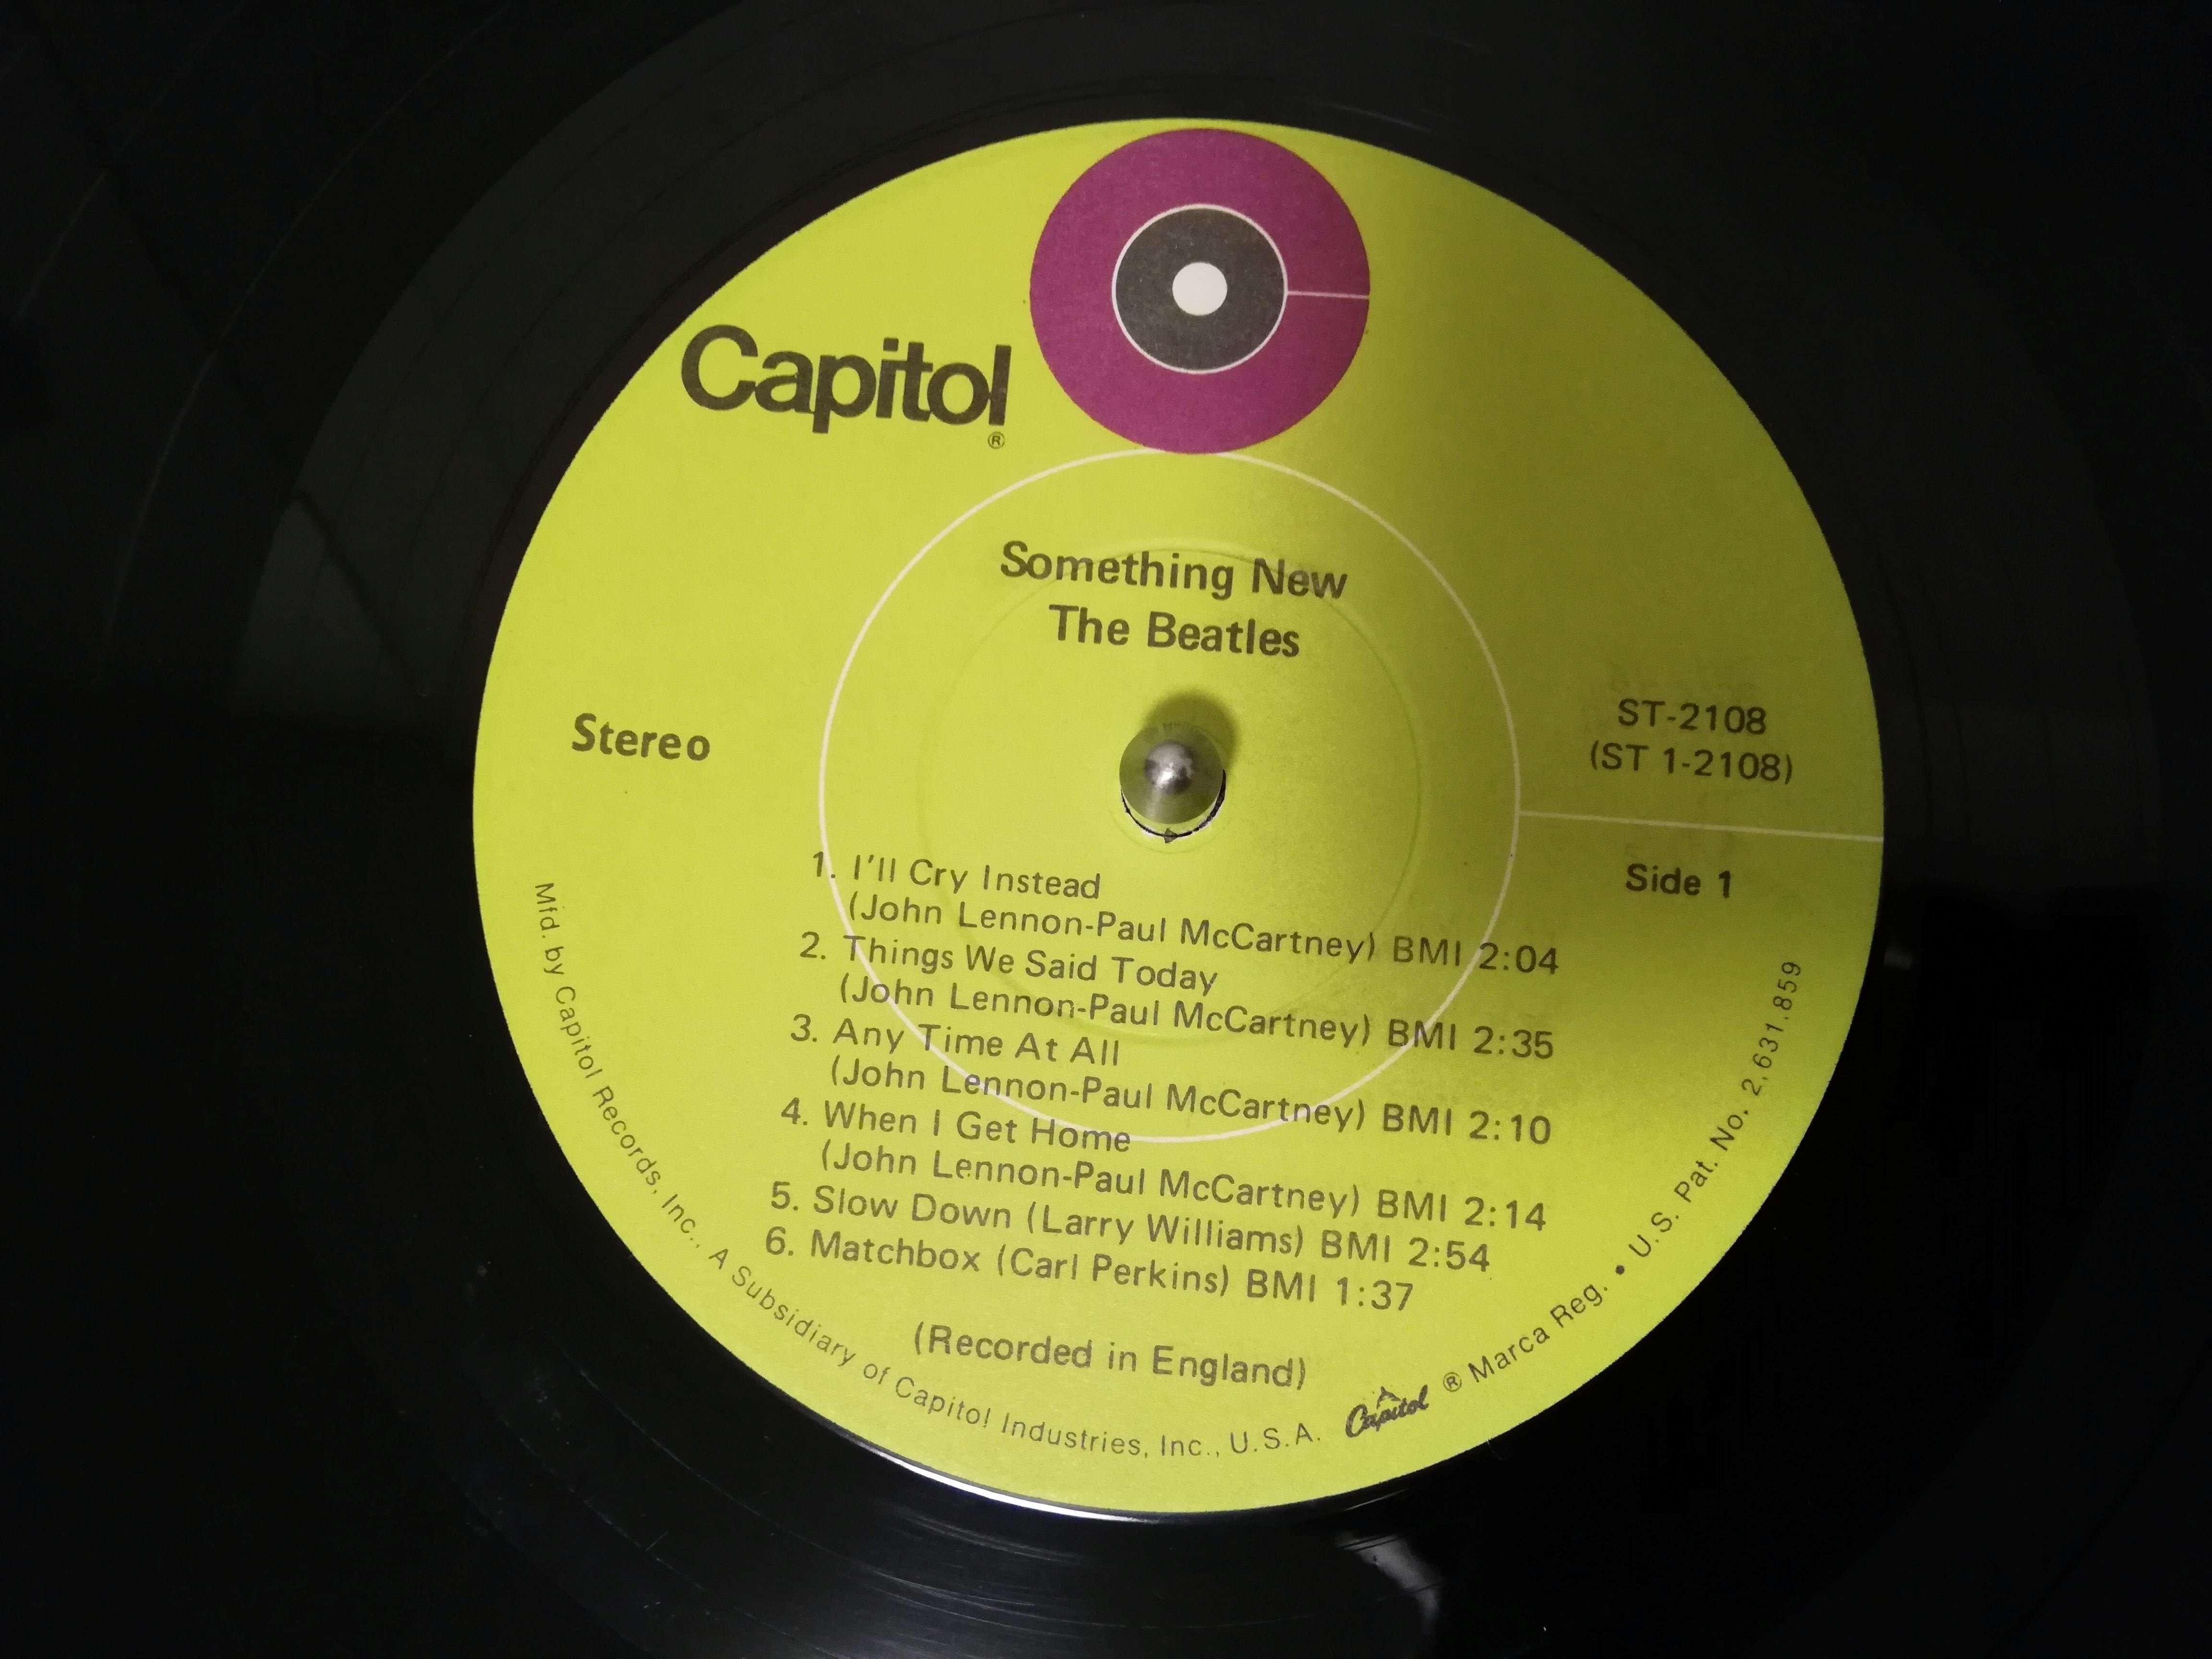 Capitol®
Something New
The Beatles
Stereo
ST-2108
(ST 1-2108)
Side 1
1. I'll Cry Instead
(John Lennon-Paul McCartney) BMI 2:04
2. Things We Said Today
(John Lennon-Paul McCartney) BMI 2:35
3. Any Time At All
(John Lennon-Paul McCartney) BMI 2:10
4. When I Get Home
(John Lennon-Paul McCartney) BMI 2:14
5. Slow Down (Larry Williams) BMI 2:54
6. Matchbox (Carl Perkins) BMI 1:37
(Recorded in England)
Mfd. by Capitol Records, Inc., A Subsidiary of Capitol Industries, Inc., U.S.A. Capitol ® Marca Reg. • U.S. Pat. No. 2,631,859